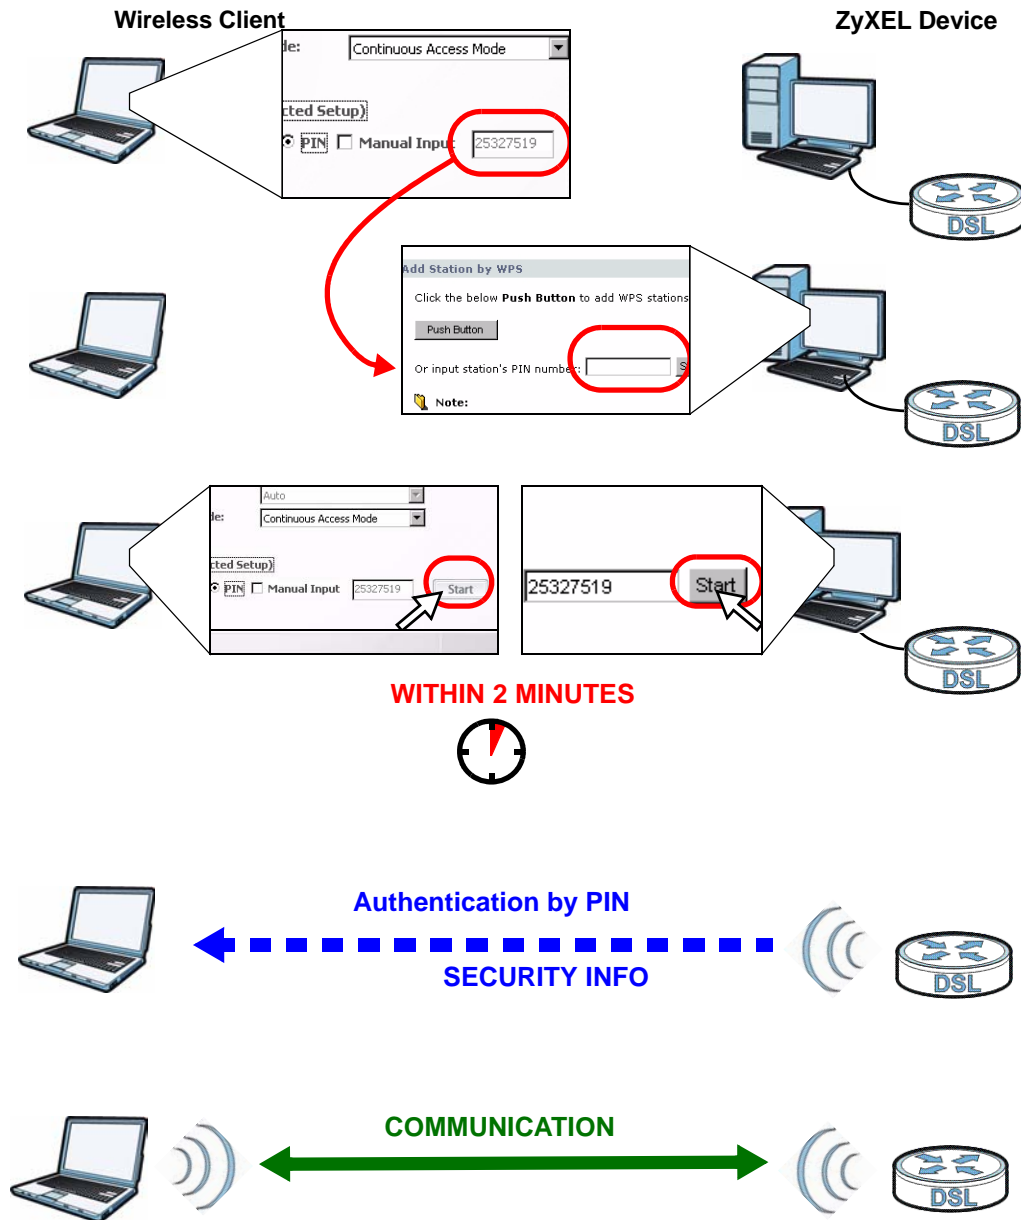 Wireless Client
ZyXEL Device
de:
Continuous Access Mode
cted Setup)
PIN Manual Input 25327519
DSL
Add Station by WPS
Click the below Push Button to add WPS stations
Push Button
Or input station's PIN number: S
Note:
DSL
Auto
de:
Continuous Access Mode
cted Setup)
PIN Manual Input 25327519 Start
25327519 Start
DSL
WITHIN 2 MINUTES
Authentication by PIN
SECURITY INFO
DSL
COMMUNICATION
DSL